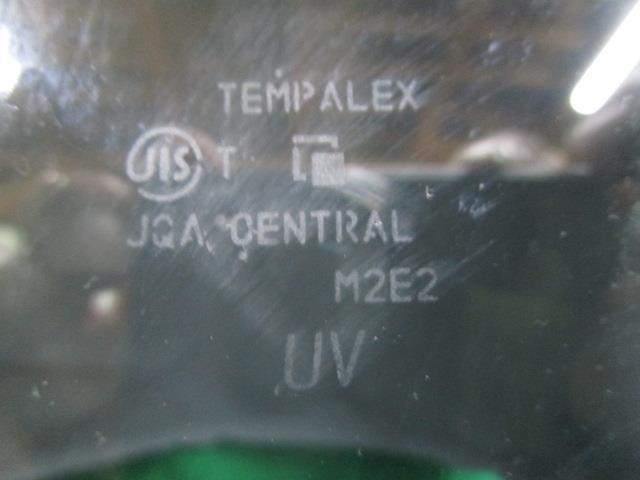 TEMPALEX
JIS T
JQA CENTRAL
M2E2
UV